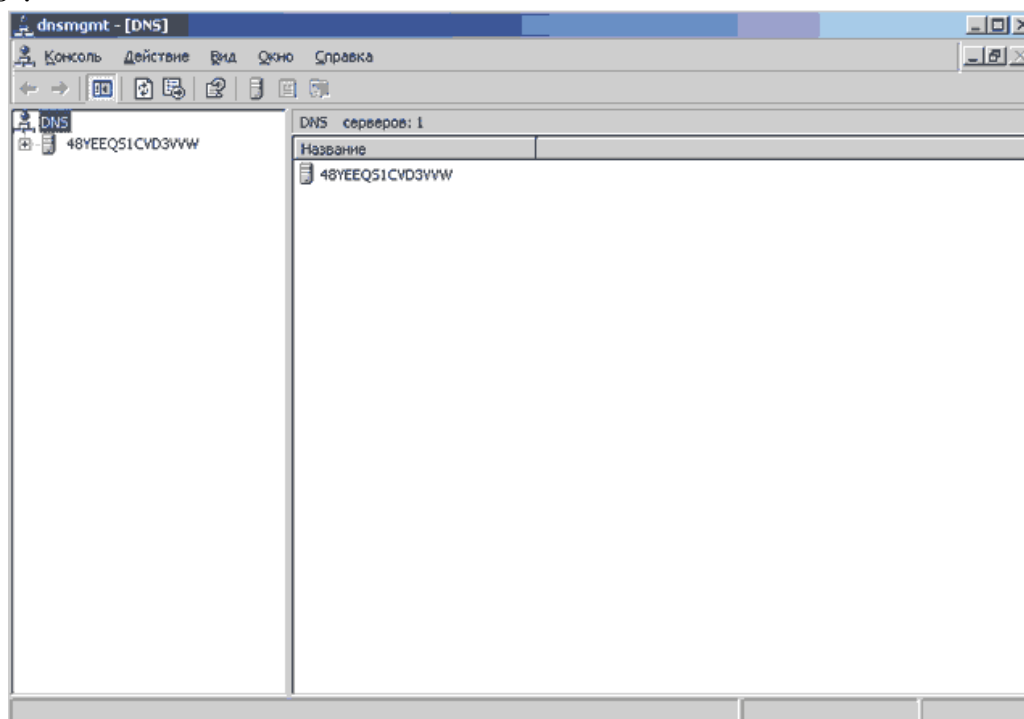 dnsmgmt - [DNS]
Консоль Действие Вид Окно Справка
DNS
48YEEQS1CVD3VVW
DNS серверов: 1
Название
48YEEQS1CVD3VVW